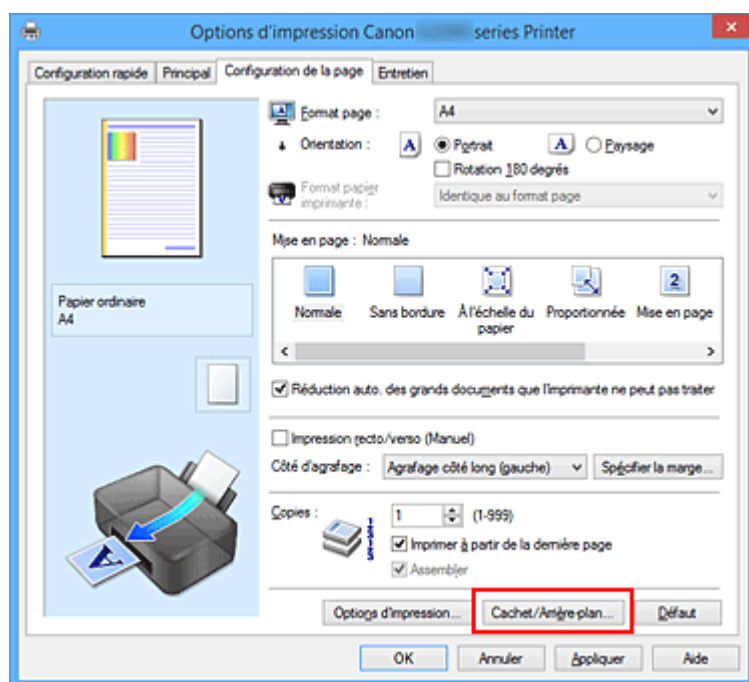 Options d'impression Canon series Printer
Configuration rapide Principal Configuration de la page Entretien
Format page : A4
Orientation : A Portrait A Paysage
Rotation 180 degrés
Format papier imprimante : Identique au format page
Mise en page : Normale
2
Normale Sans bordure À l'échelle du papier Proportionnée Mise en page
Papier ordinaire
A4
Réduction auto. des grands documents que l'imprimante ne peut pas traiter
Impression recto/verso (Manuel)
Côté d'agrafage : Agrafage côté long (gauche) Spécifier la marge...
Copies : 1 (1-999)
Imprimer à partir de la dernière page
Assembler
A
Options d'impression... Cachet/Arrière-plan... Défaut
OK Annuler Appliquer Aide